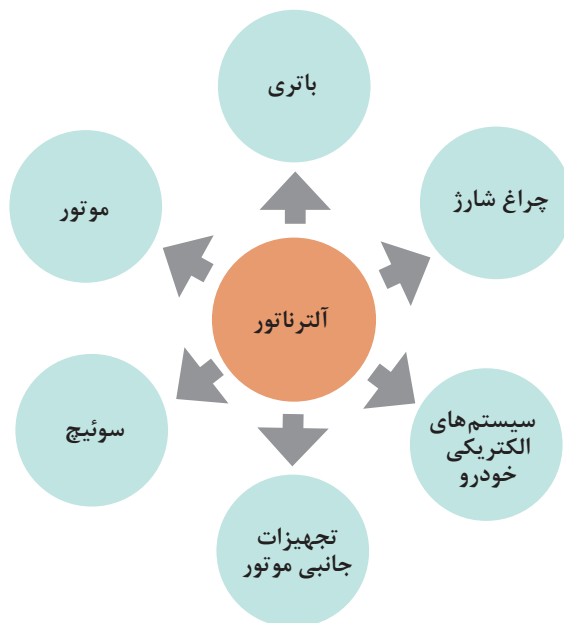 باتری
چراغ شارژ
موتور
آلترناتور
سوئیچ
سیستم‌های
الکتریکی
خودرو
تجهیزات
جانبی موتور